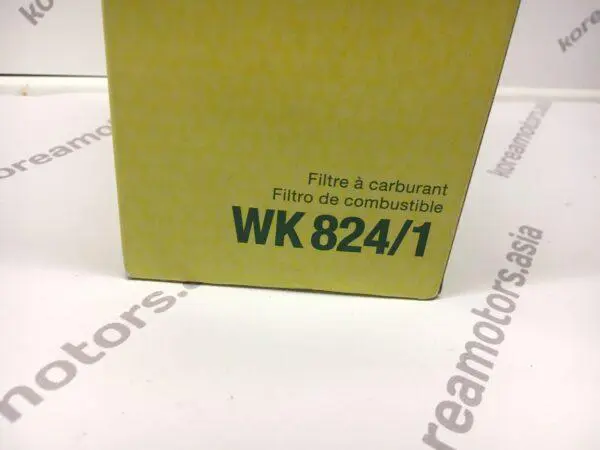 Filtre à carburant
Filtro de combustible
WK 824/1
koreamotors.asia
koreamotors.asia